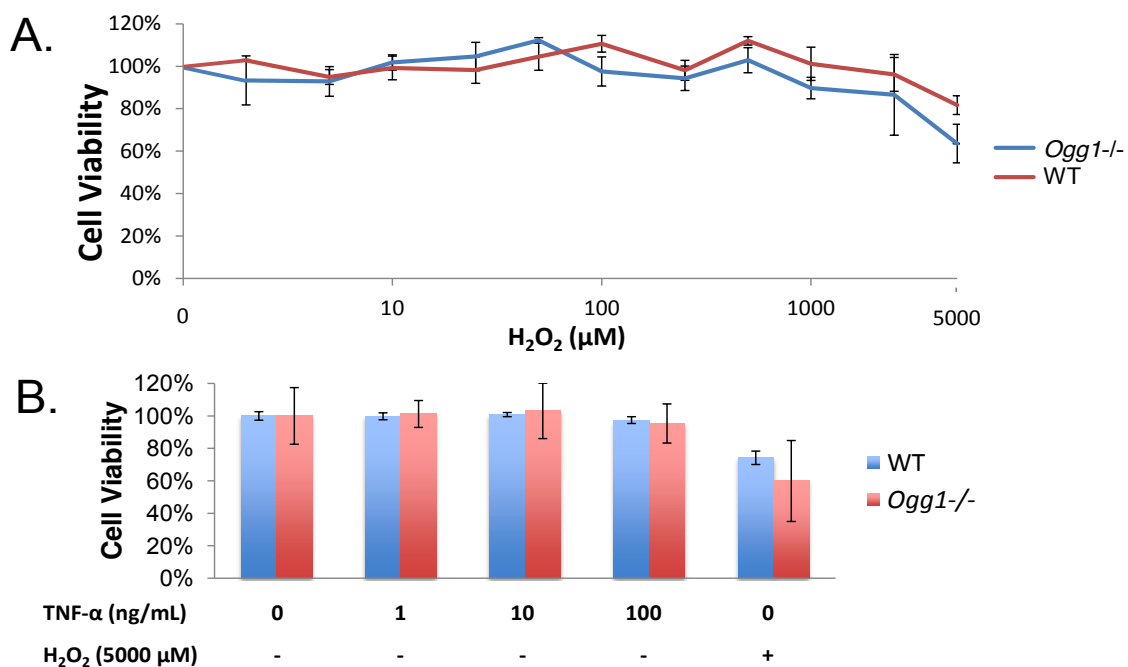 A.
120%
100%
80%
60%
40%
20%
0%
Cell Viability
0 10 100 1000 5000
H₂O₂ (µM)
Ogg1-/-
WT
B.
120%
100%
80%
60%
40%
20%
0%
Cell Viability
WT
Ogg1-/-
TNF-α (ng/mL) 0 1 10 100 0
H₂O₂ (5000 µM) - - - - +